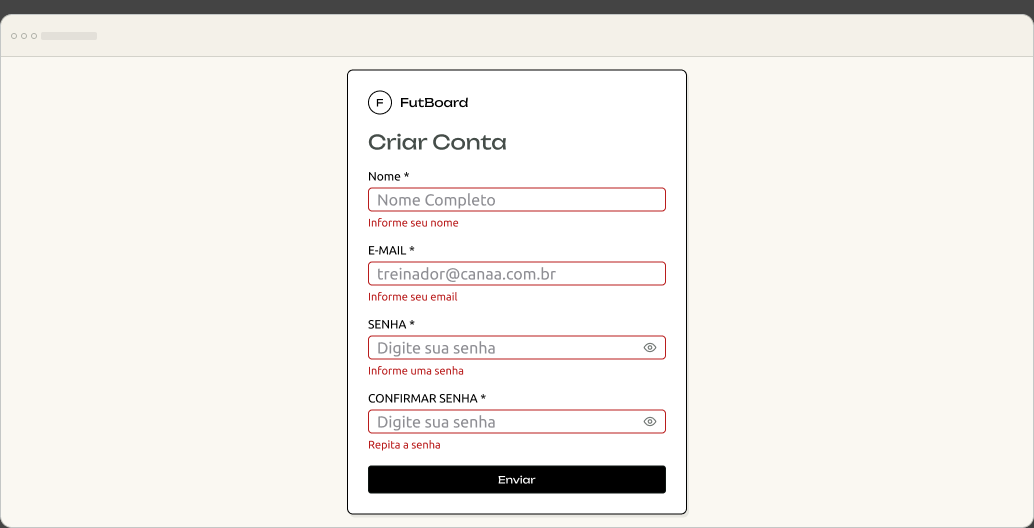 F FutBoard
Criar Conta
Nome *
Nome Completo
Informe seu nome
E-MAIL *
treinador@canaa.com.br
Informe seu email
SENHA *
Digite sua senha
Informe uma senha
CONFIRMAR SENHA *
Digite sua senha
Repita a senha
Enviar